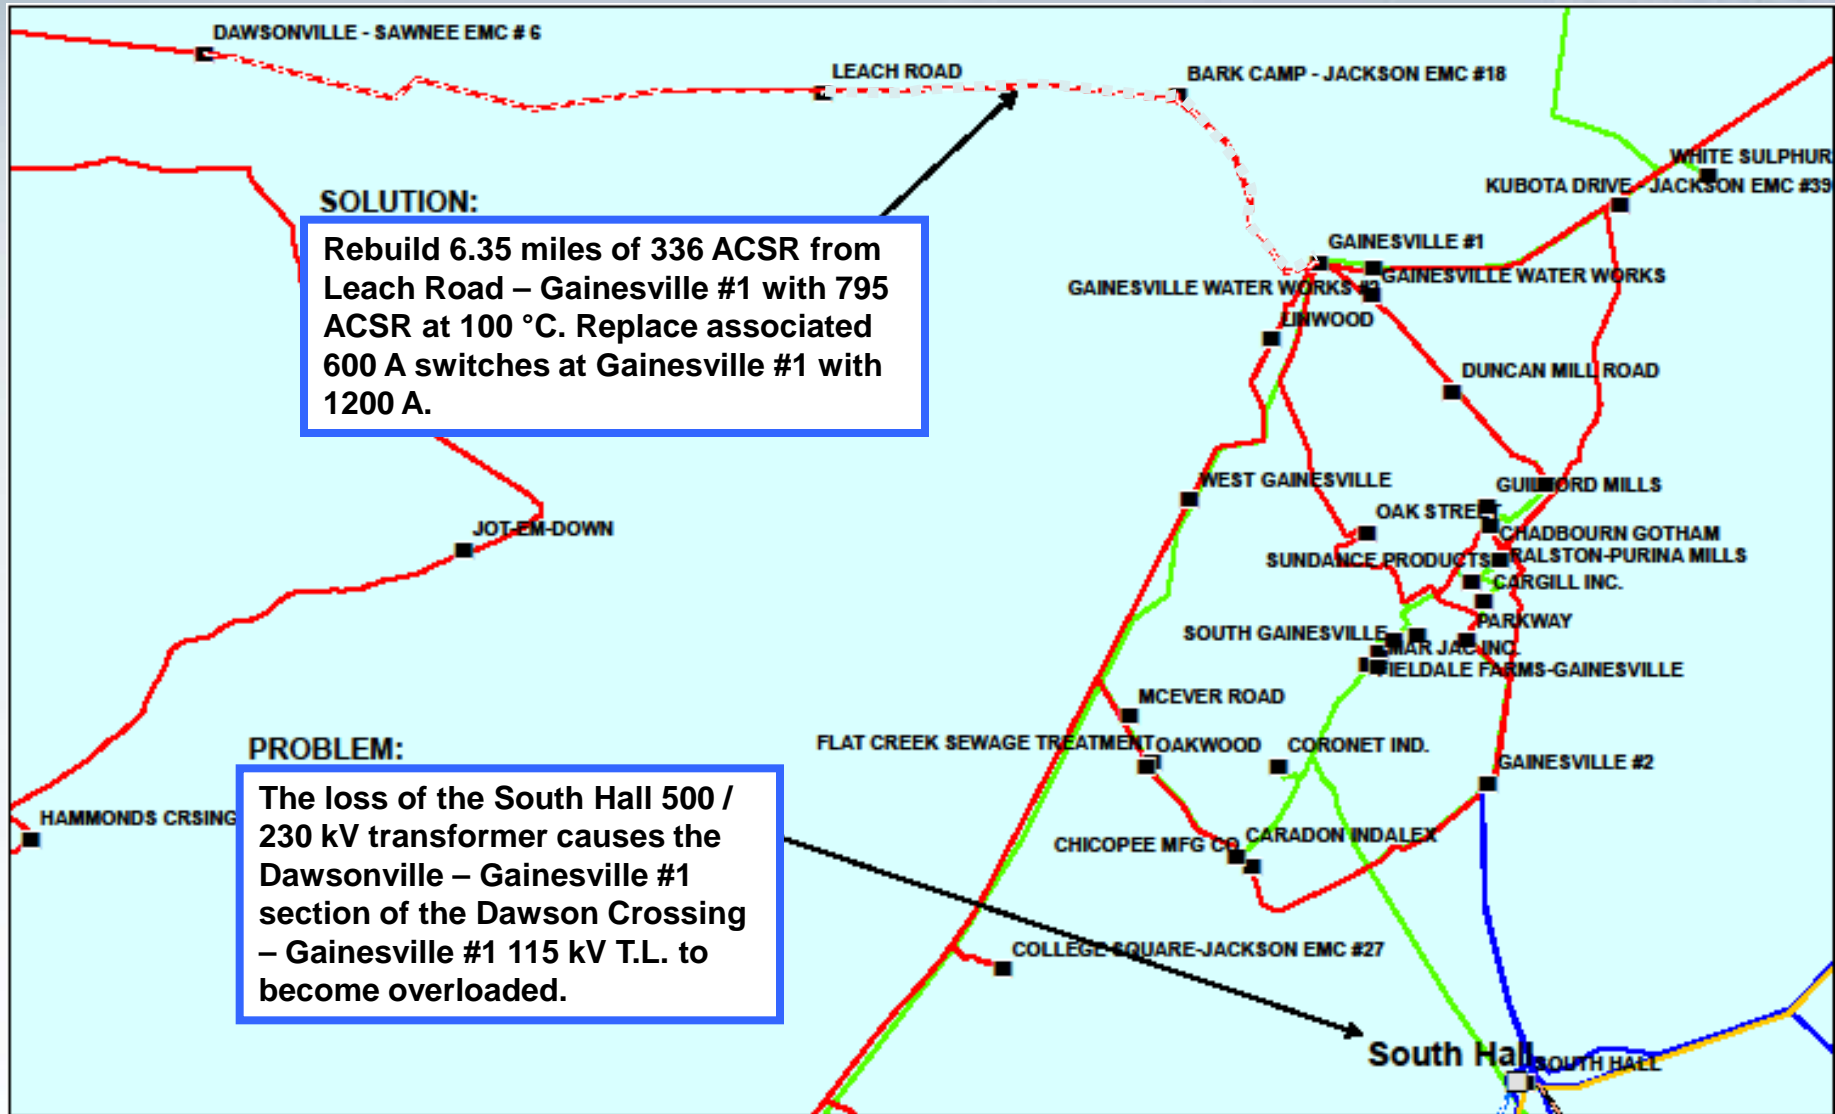 DAWSONVILLE - SAWNEE EMC # 6
LEACH ROAD
BARK CAMP - JACKSON EMC #18
WHITE SULPHUR
KUBOTA DRIVE - JACKSON EMC #39
SOLUTION:
Rebuild 6.35 miles of 336 ACSR from
Leach Road – Gainesville #1 with 795
ACSR at 100 °C. Replace associated
600 A switches at Gainesville #1 with
1200 A.
GAINESVILLE #1
GAINESVILLE WATER WORKS
GAINESVILLE WATER WORKS #2
LINWOOD
DUNCAN MILL ROAD
WEST GAINESVILLE
GUILFORD MILLS
OAK STREET
CHADBOURN GOTHAM
JOT-EM-DOWN
SUNDANCE PRODUCTS
RALSTON-PURINA MILLS
CARGILL INC.
PARKWAY
SOUTH GAINESVILLE
MAR JAC INC.
FIELDALE FARMS-GAINESVILLE
MCEVER ROAD
FLAT CREEK SEWAGE TREATMENT
OAKWOOD
CORONET IND.
GAINESVILLE #2
PROBLEM:
The loss of the South Hall 500 /
230 kV transformer causes the
Dawsonville – Gainesville #1
section of the Dawson Crossing
– Gainesville #1 115 kV T.L. to
become overloaded.
HAMMONDS CRSING
CHICOPEE MFG CO
CARADON INDALEX
COLLEGE SQUARE-JACKSON EMC #27
South Hall
SOUTH HALL